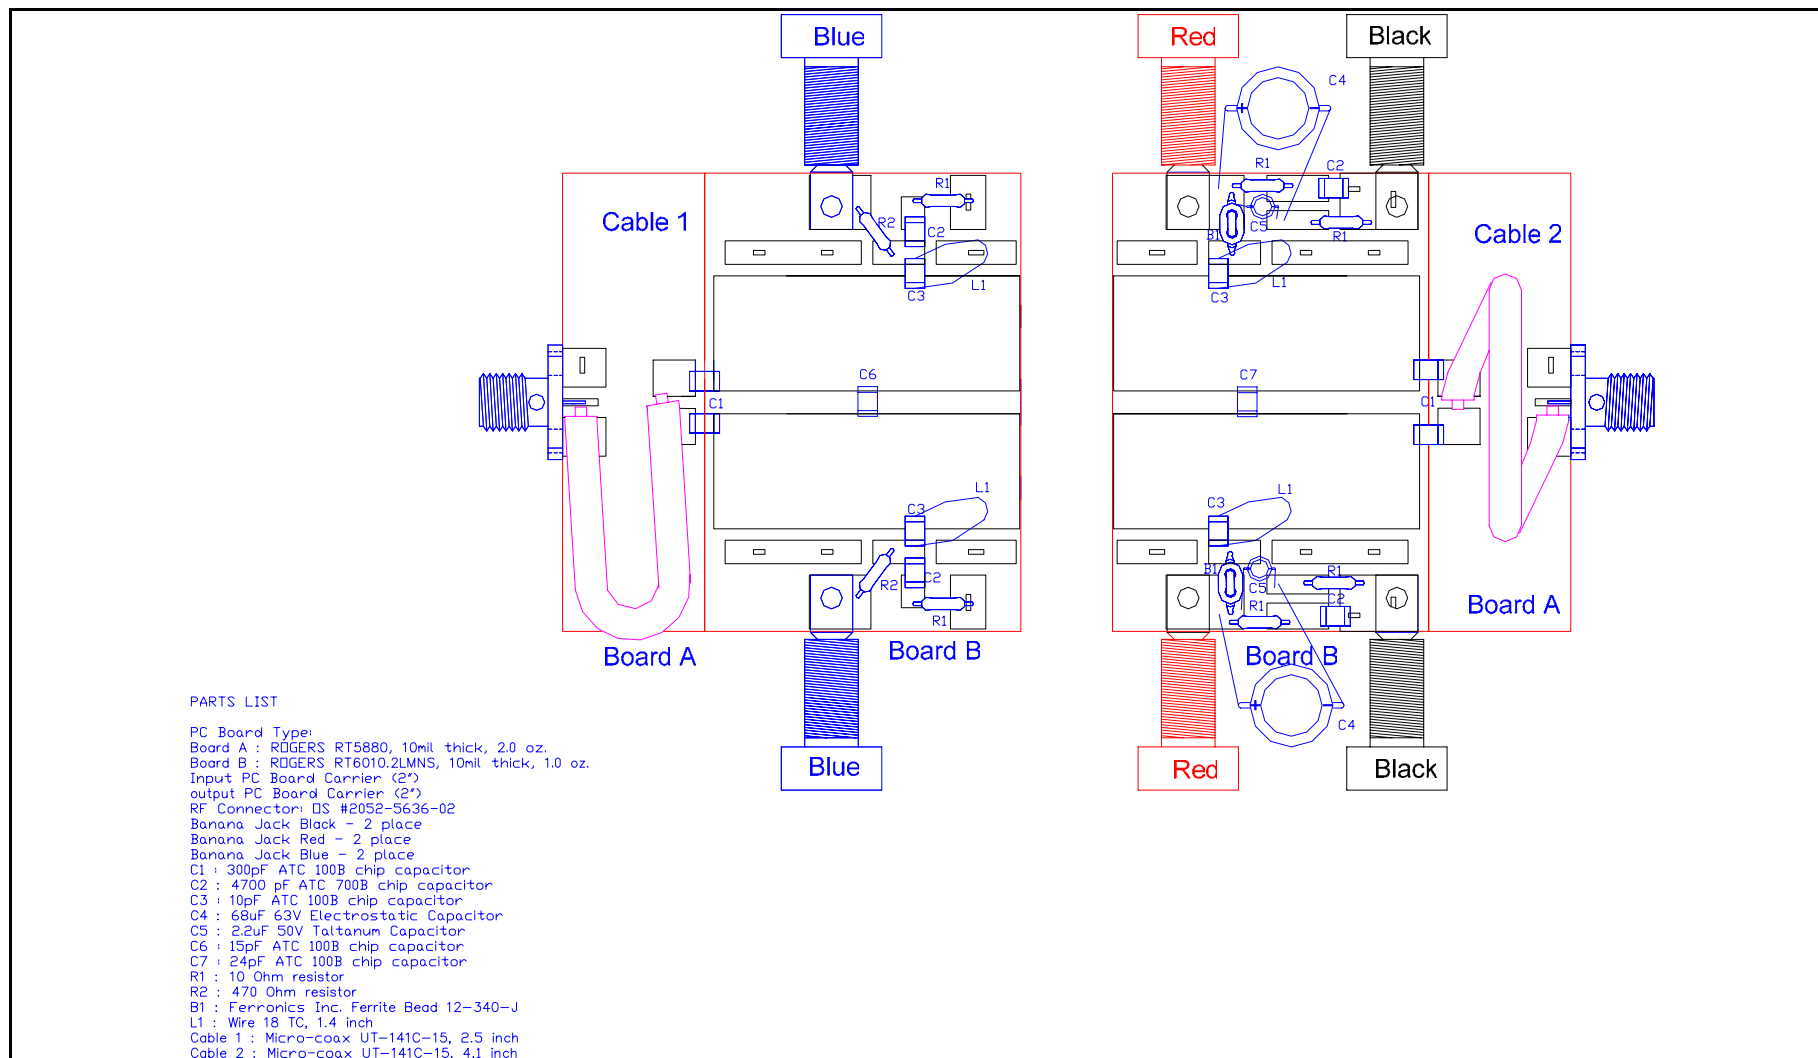 Blue
Red
Black
C4
R1
C2
R1
R2
C2
C5
B1
R1
Cable 1
Cable 2
C3
L1
C3
L1
C6
C7
C1
C1
L1
C3
L1
C3
R2
C2
R1
B1
C5
R1
R1
C2
Board A
Board B
Board B
Board A
C4
Blue
Red
Black
PARTS LIST
PC Board Type:
Board A : ROGERS RT5880, 10mil thick, 2.0 oz.
Board B : ROGERS RT6010.2LMNS, 10mil thick, 1.0 oz.
Input PC Board Carrier (2")
output PC Board Carrier (2")
RF Connector: OS #2052-5636-02
Banana Jack Black - 2 place
Banana Jack Red - 2 place
Banana Jack Blue - 2 place
C1 : 300pF ATC 100B chip capacitor
C2 : 4700 pF ATC 700B chip capacitor
C3 : 10pF ATC 100B chip capacitor
C4 : 68uF 63V Electrostatic Capacitor
C5 : 2.2uF 50V Taltanum Capacitor
C6 : 15pF ATC 100B chip capacitor
C7 : 24pF ATC 100B chip capacitor
R1 : 10 Ohm resistor
R2 : 470 Ohm resistor
B1 : Ferronics Inc. Ferrite Bead 12-340-J
L1 : Wire 18 TC, 1.4 inch
Cable 1 : Micro-coax UT-141C-15, 2.5 inch
Cable 2 : Micro-coax UT-141C-15, 4.1 inch